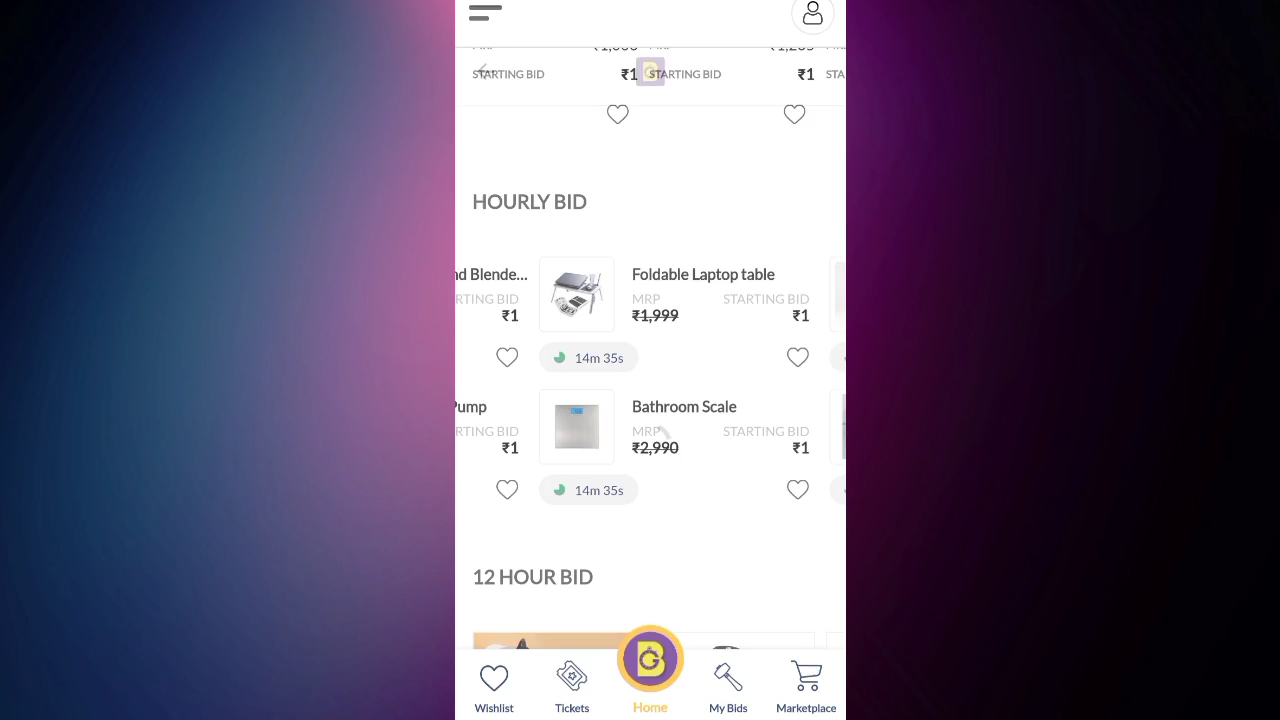 STARTING BID ₹1 STARTING BID ₹1 STA
HOURLY BID
nd Blende... Foldable Laptop table
RTING BID MRP STARTING BID
₹1 ₹1,999 ₹1
14m 35s
Pump Bathroom Scale
RTING BID MRP STARTING BID
₹1 ₹2,990 ₹1
14m 35s
12 HOUR BID
Wishlist Tickets Home My Bids Marketplace